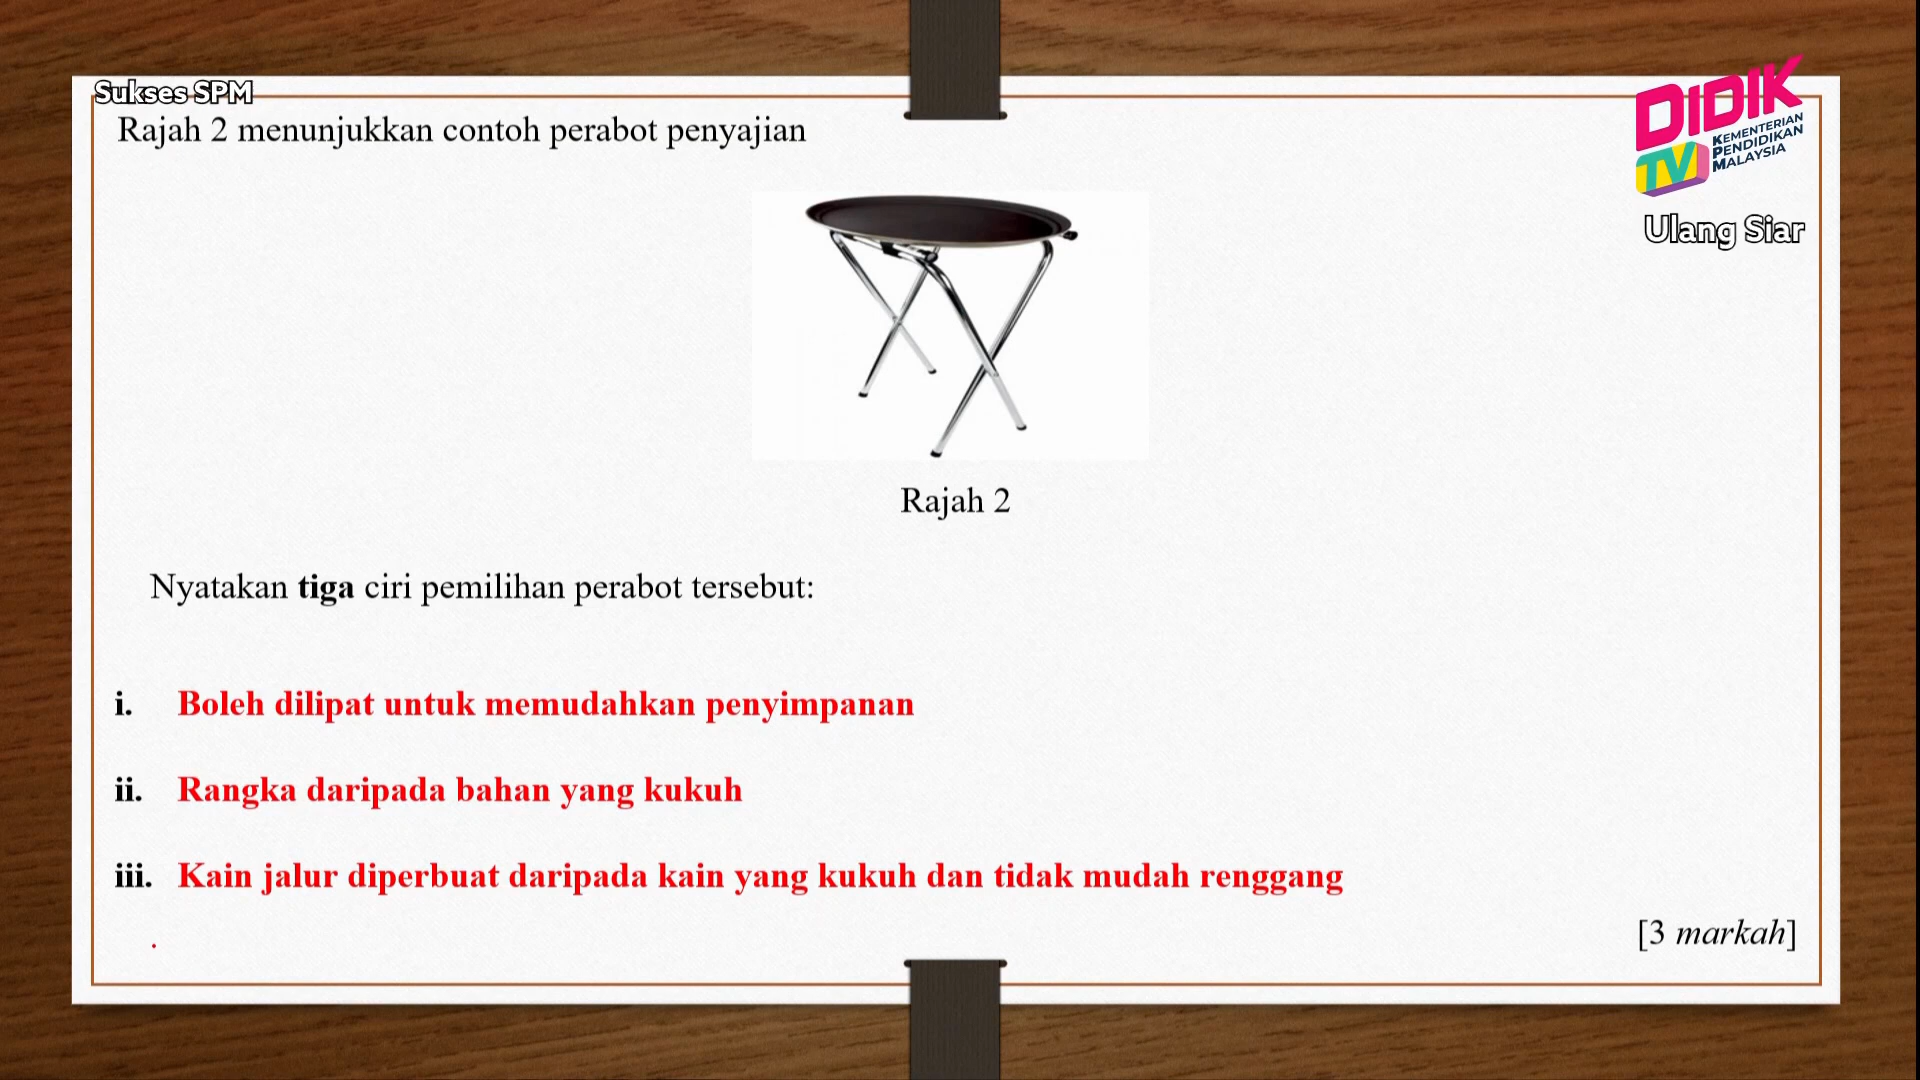 Sukses SPM
Rajah 2 menunjukkan contoh perabot penyajian
DIDIK
TV
KEMENTERIAN
PENDIDIKAN
MALAYSIA
Ulang Siar
Rajah 2
Nyatakan tiga ciri pemilihan perabot tersebut:
i. Boleh dilipat untuk memudahkan penyimpanan
ii. Rangka daripada bahan yang kukuh
iii. Kain jalur diperbuat daripada kain yang kukuh dan tidak mudah renggang
.
[3 markah]